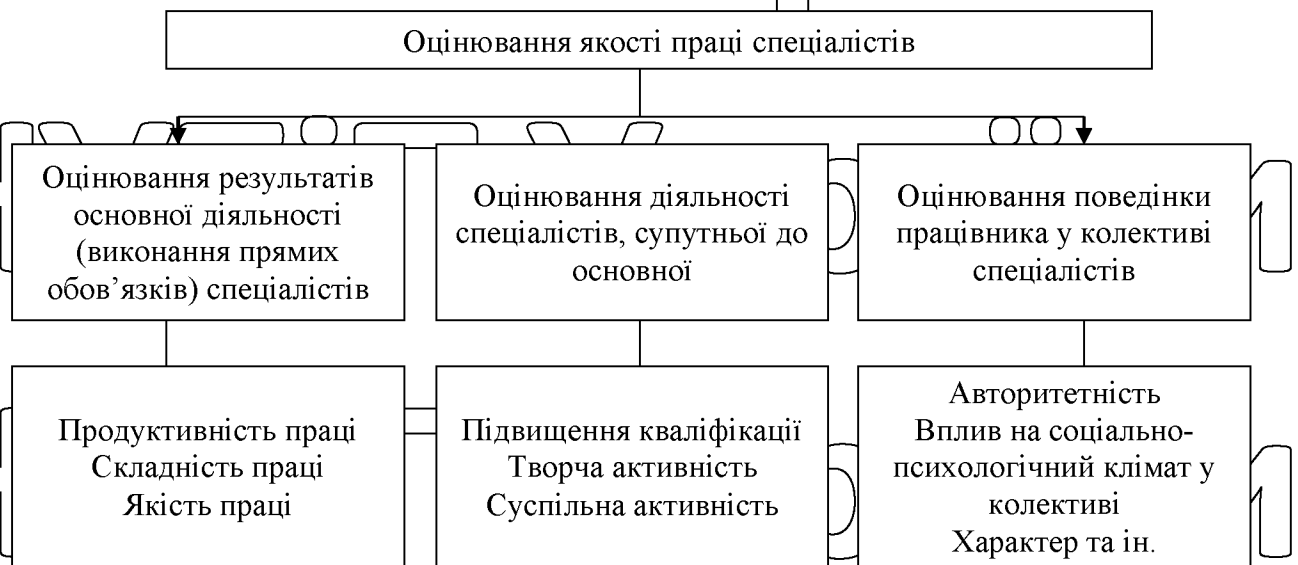 Оцінювання якості праці спеціалістів
Оцінювання результатів
основної діяльності
(виконання прямих
обов’язків) спеціалістів
Оцінювання діяльності
спеціалістів, супутньої до
основної
Оцінювання поведінки
працівника у колективі
спеціалістів
Продуктивність праці
Складність праці
Якість праці
Підвищення кваліфікації
Творча активність
Суспільна активність
Авторитетність
Вплив на соціально-
психологічний клімат у
колективі
Характер та ін.